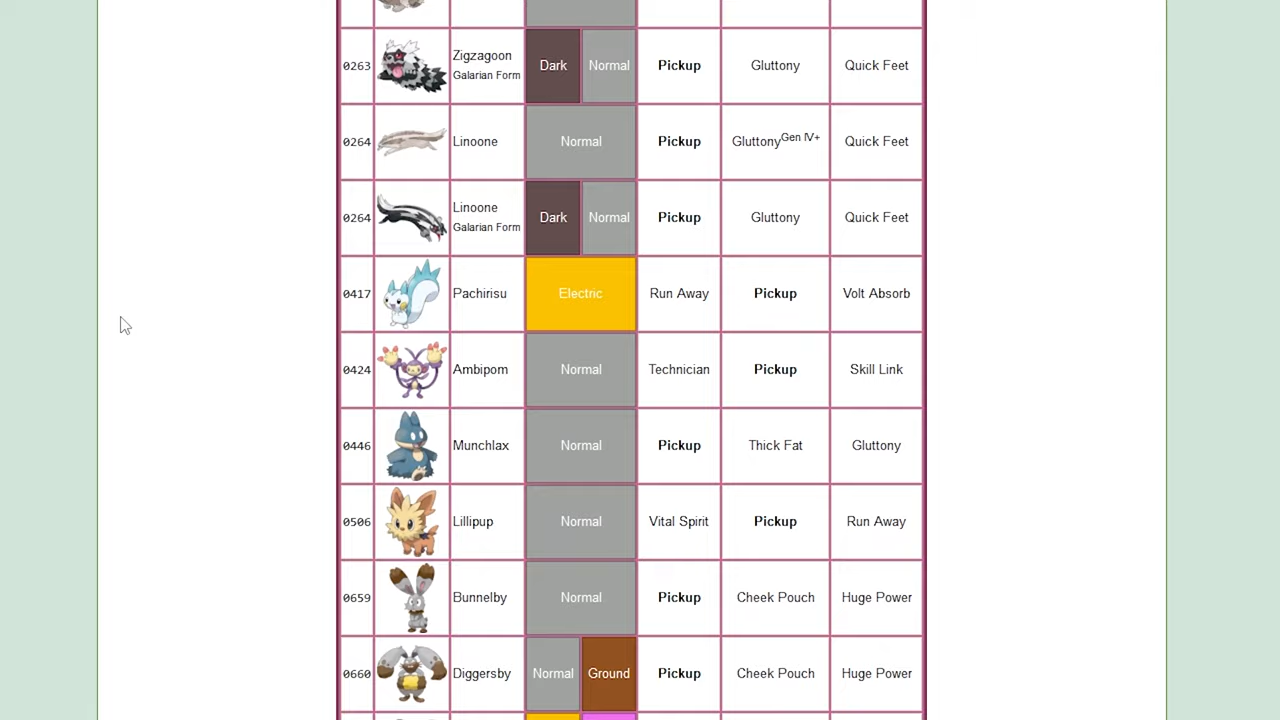 0263 Zigzagoon Dark Normal Pickup Gluttony Quick Feet
Galarian Form
0264 Linoone Normal Pickup GluttonyGen IV+ Quick Feet
0264 Linoone Dark Normal Pickup Gluttony Quick Feet
Galarian Form
0417 Pachirisu Electric Run Away Pickup Volt Absorb
0424 Ambipom Normal Technician Pickup Skill Link
0446 Munchlax Normal Pickup Thick Fat Gluttony
0506 Lillipup Normal Vital Spirit Pickup Run Away
0659 Bunnelby Normal Pickup Cheek Pouch Huge Power
0660 Diggersby Normal Ground Pickup Cheek Pouch Huge Power